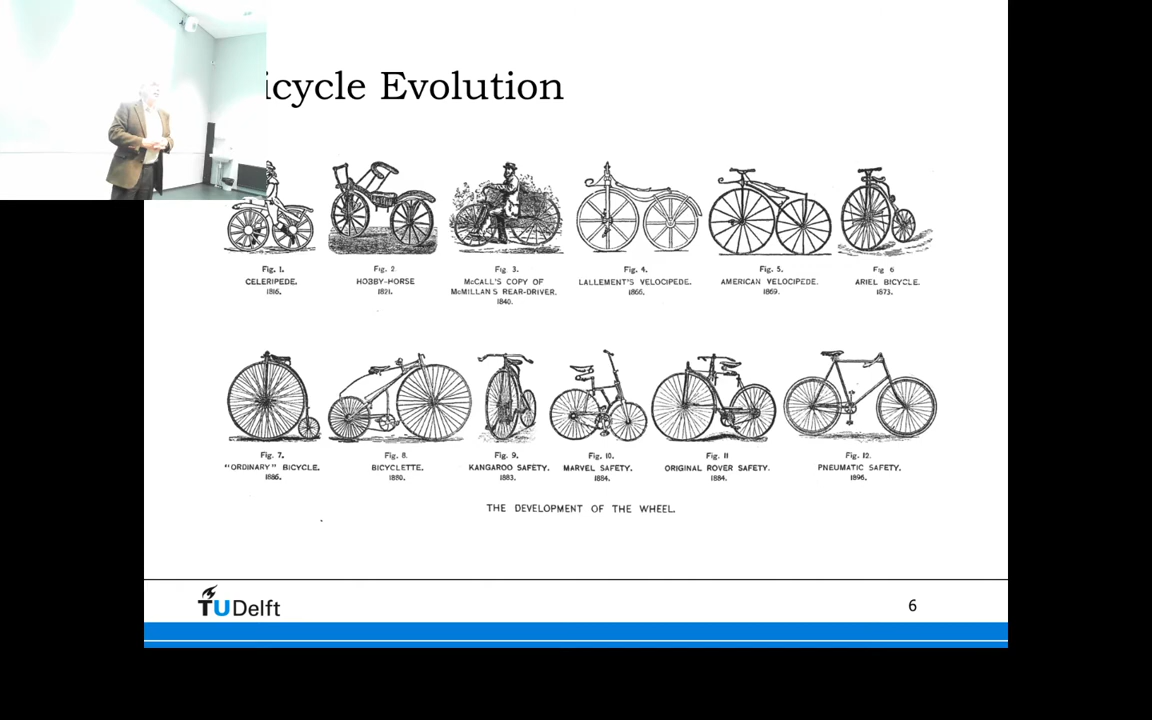 icycle Evolution
Fig. 1.
CELERIPEDE.
1816.
Fig. 2
HOBBY-HORSE
1821.
Fig 3.
McCALL'S COPY OF
McMILLAN S REAR-DRIVER.
1840.
Fig. 4.
LALLEMENT'S VELOCIPEDE.
1866.
Fig. 5.
AMERICAN VELOCIPEDE.
1869.
Fig 6
ARIEL BICYCLE.
1873.
Fig. 7.
"ORDINARY" BICYCLE.
1886.
Fig. 8.
BICYCLETTE.
1880.
Fig. 9.
KANGAROO SAFETY.
1883.
Fig. 10.
MARVEL SAFETY.
1884.
Fig. 11
ORIGINAL ROVER SAFETY.
1884.
Fig. 12.
PNEUMATIC SAFETY.
1896.
THE DEVELOPMENT OF THE WHEEL.
TUDelft
6